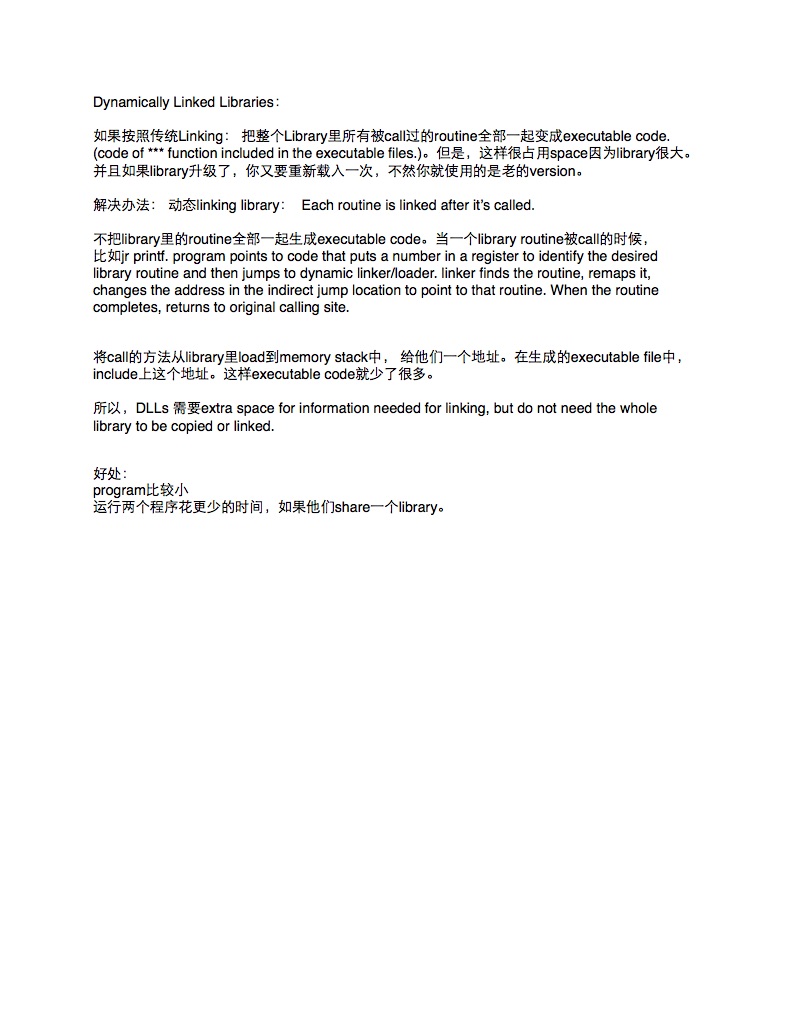 Dynamically Linked Libraries：
如果按照传统Linking： 把整个Library里所有被call过的routine全部一起变成executable code.
(code of *** function included in the executable files.)。但是，这样很占用space因为library很大。
并且如果library升级了，你又要重新载入一次，不然你就使用的是老的version。
解决办法： 动态linking library： Each routine is linked after it’s called.
不把library里的routine全部一起生成executable code。当一个library routine被call的时候，
比如jr printf. program points to code that puts a number in a register to identify the desired
library routine and then jumps to dynamic linker/loader. linker finds the routine, remaps it,
changes the address in the indirect jump location to point to that routine. When the routine
completes, returns to original calling site.
将call的方法从library里load到memory stack中， 给他们一个地址。在生成的executable file中，
include上这个地址。这样executable code就少了很多。
所以，DLLs 需要extra space for information needed for linking, but do not need the whole
library to be copied or linked.
好处：
program比较小
运行两个程序花更少的时间，如果他们share一个library。